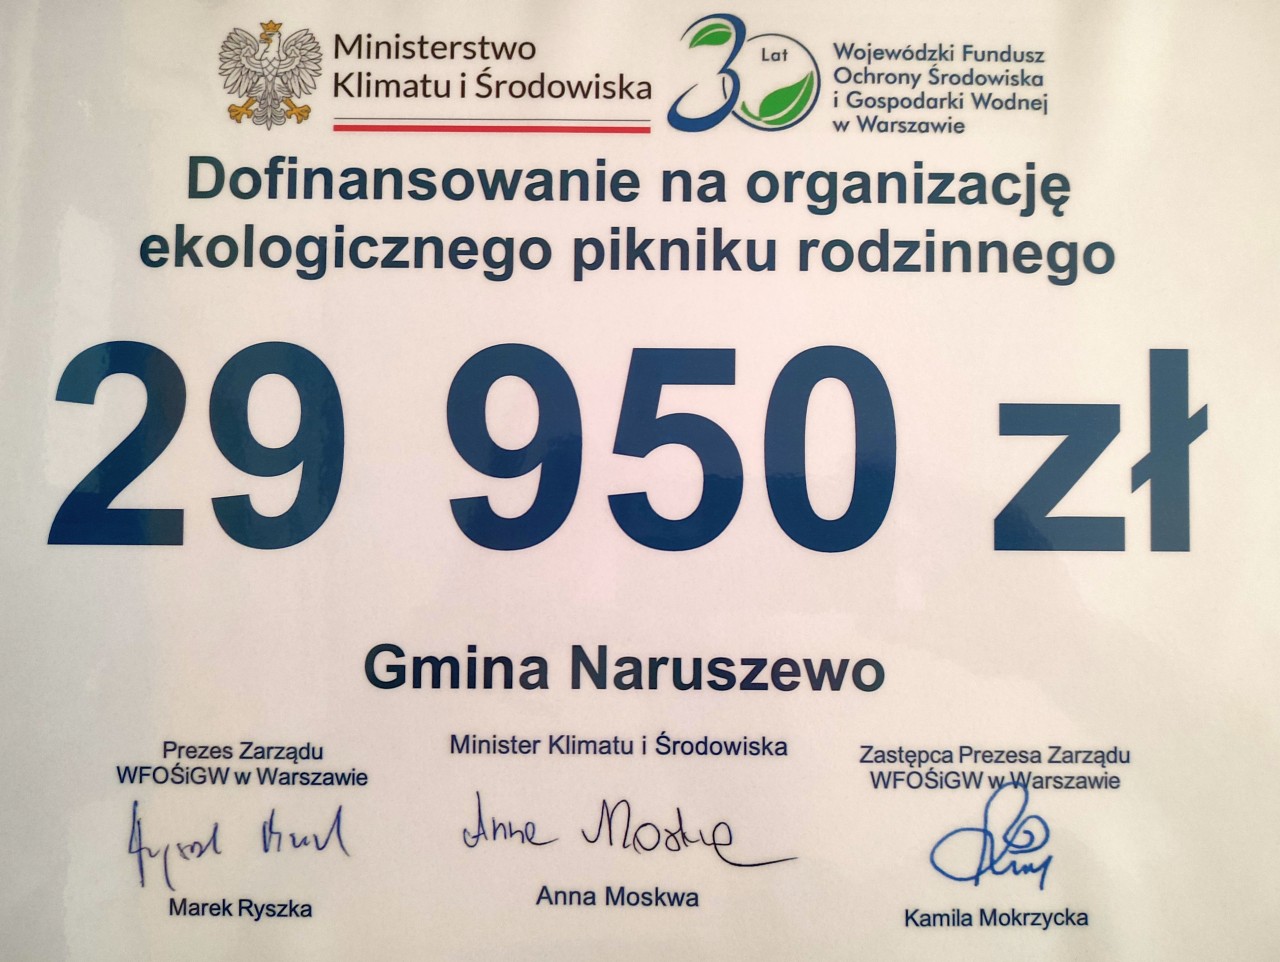 Ministerstwo
Klimatu i Środowiska
30 Lat
Wojewódzki Fundusz
Ochrony Środowiska
i Gospodarki Wodnej
w Warszawie
Dofinansowanie na organizację
ekologicznego pikniku rodzinnego
29 950 zł
Gmina Naruszewo
Prezes Zarządu
WFOŚiGW w Warszawie
Marek Ryszka
Minister Klimatu i Środowiska
Anna Moskwa
Anna Moskwa
Zastępca Prezesa Zarządu
WFOŚiGW w Warszawie
Kamila Mokrzycka